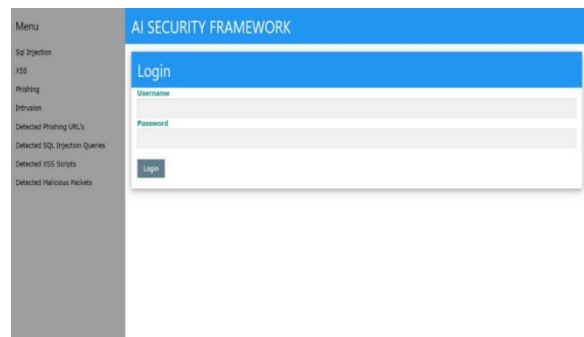 Menu
Sql Injection
XSS
Phishing
Intrusion
Detected Phishing URL's
Detected SQL Injection Queries
Detected XSS Scripts
Detected Malicious Packets
AI SECURITY FRAMEWORK
Login
Username
Password
Login